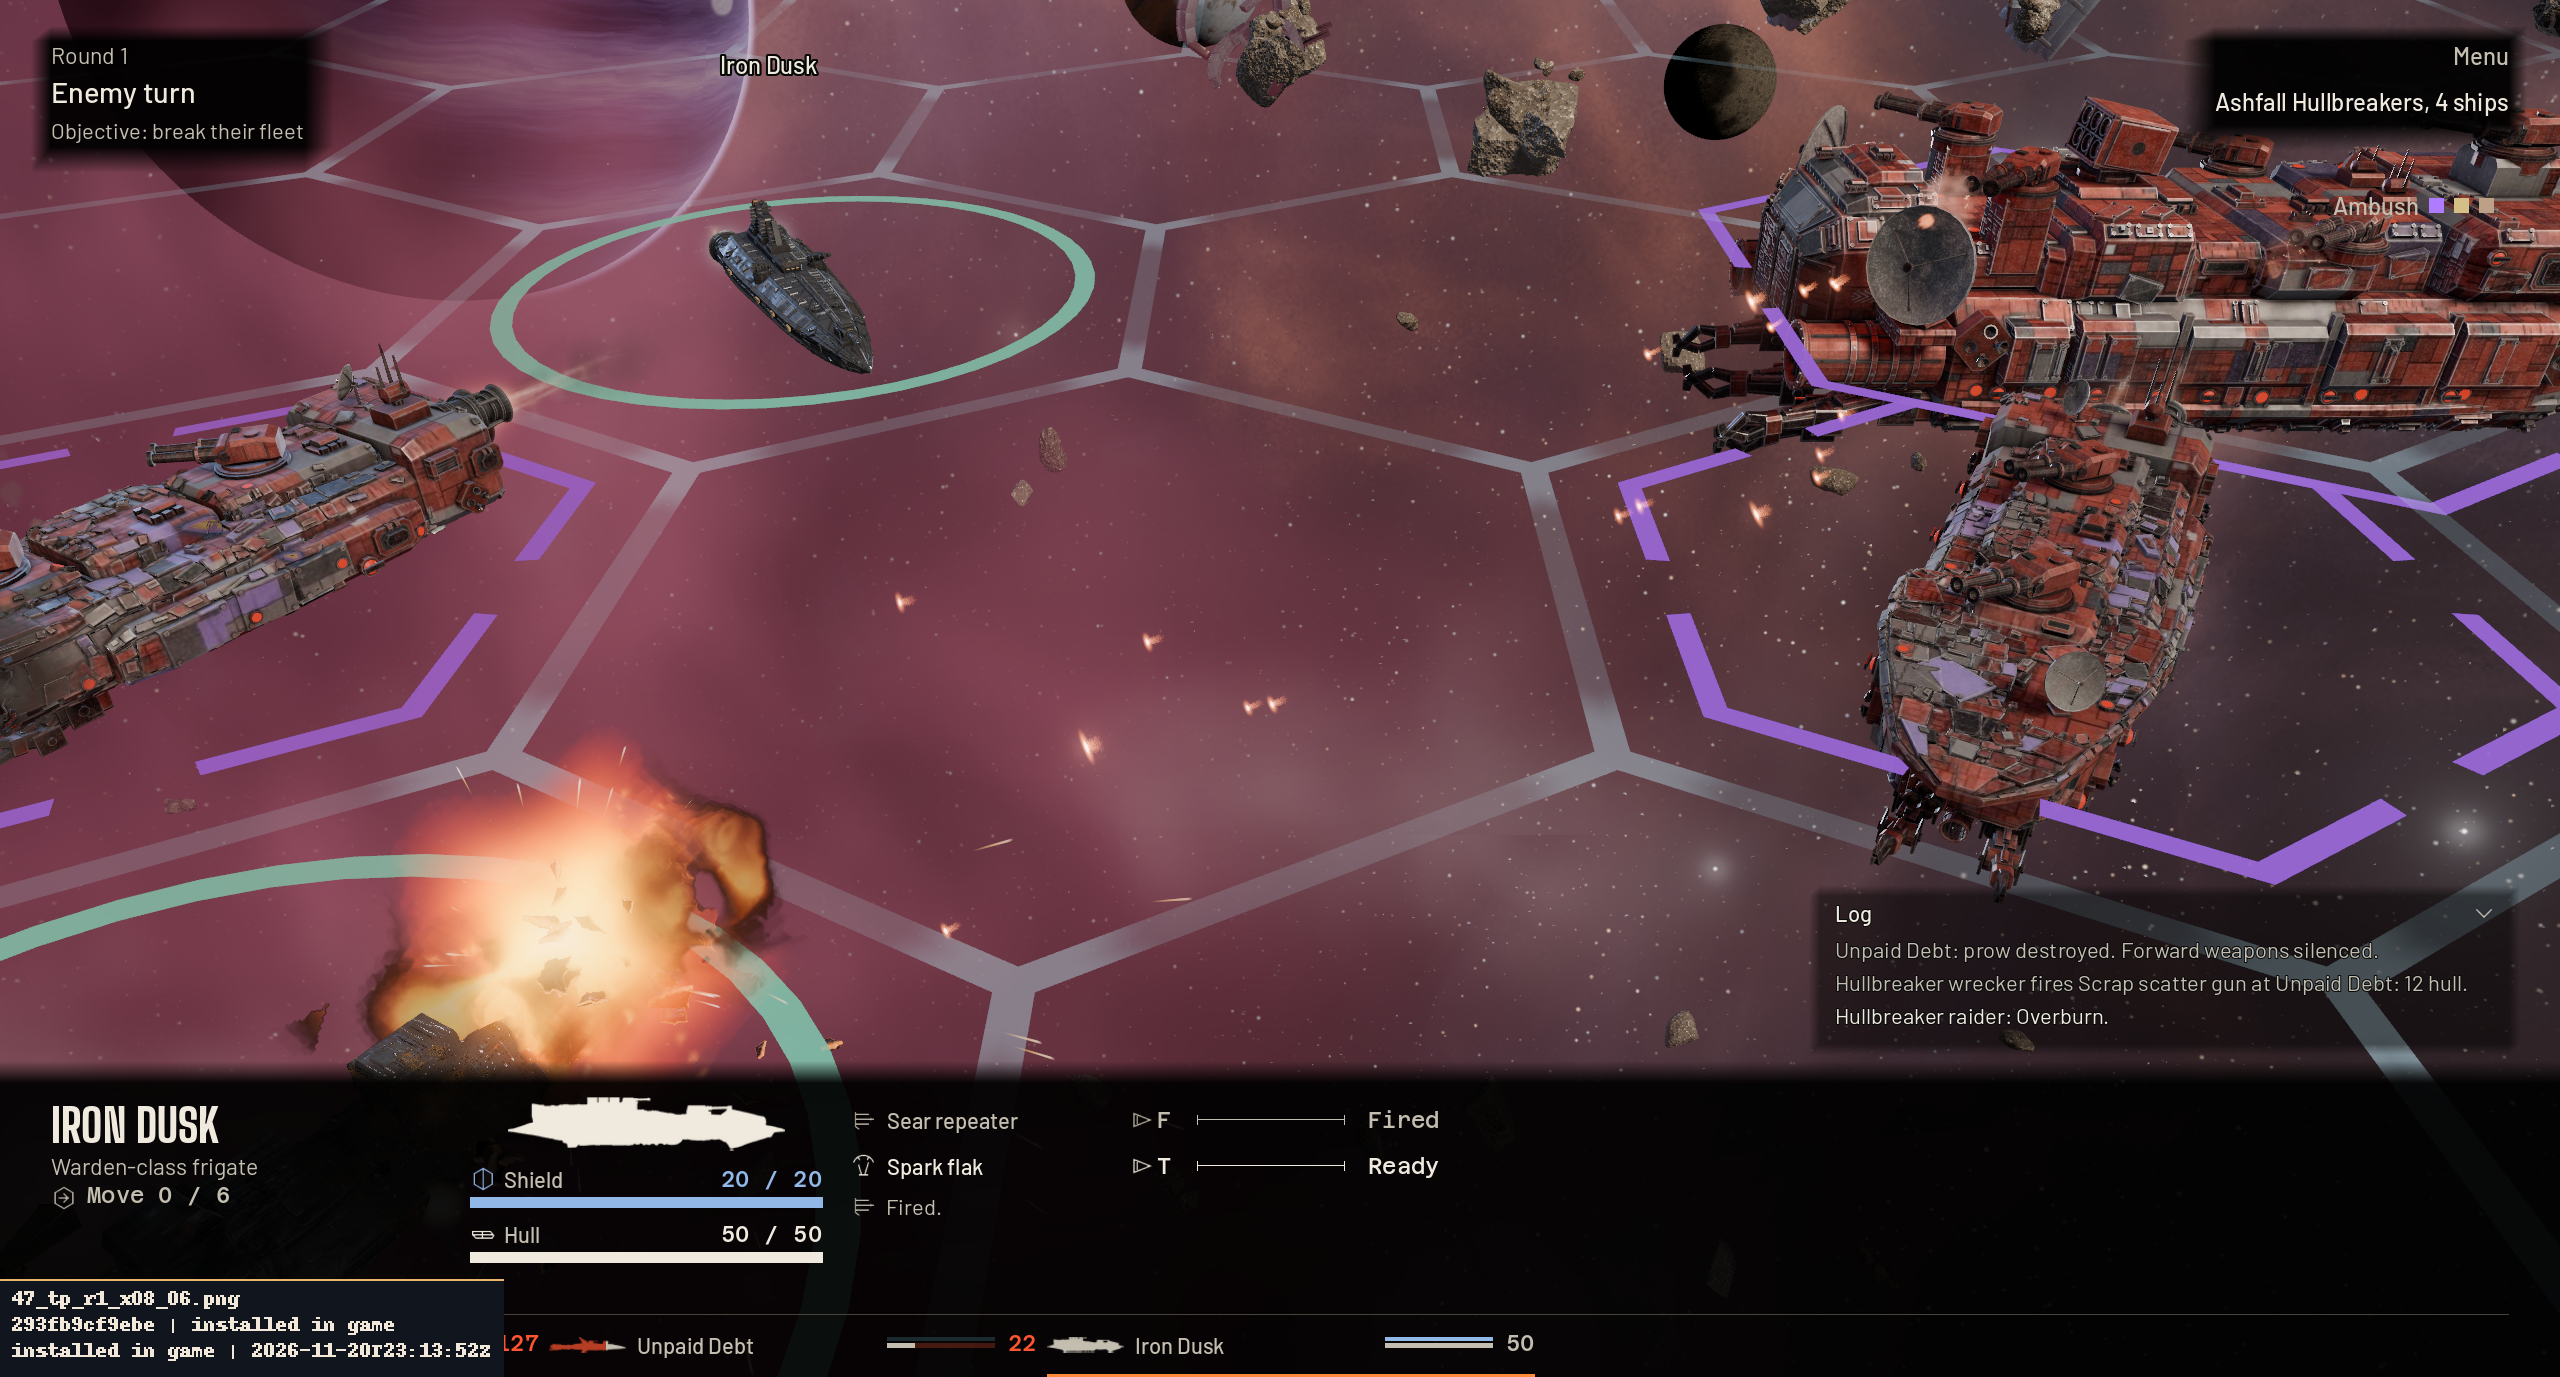 Round 1
Enemy turn
Objective: break their fleet
Iron Dusk
Menu
Ashfall Hullbreakers, 4 ships
Ambush
Log
Unpaid Debt: prow destroyed. Forward weapons silenced.
Hullbreaker wrecker fires Scrap scatter gun at Unpaid Debt: 12 hull.
Hullbreaker raider: Overburn.
IRON DUSK
Warden-class frigate
Move 0 / 6
Shield 20 / 20
Hull 50 / 50
Sear repeater F Fired
Spark flak T Ready
Fired.
47_tp_r1_x08_06.png
293fb9cf9ebe | installed in game
installed in game | 2026-11-20T23:13:52Z
127 Unpaid Debt 22 Iron Dusk 50